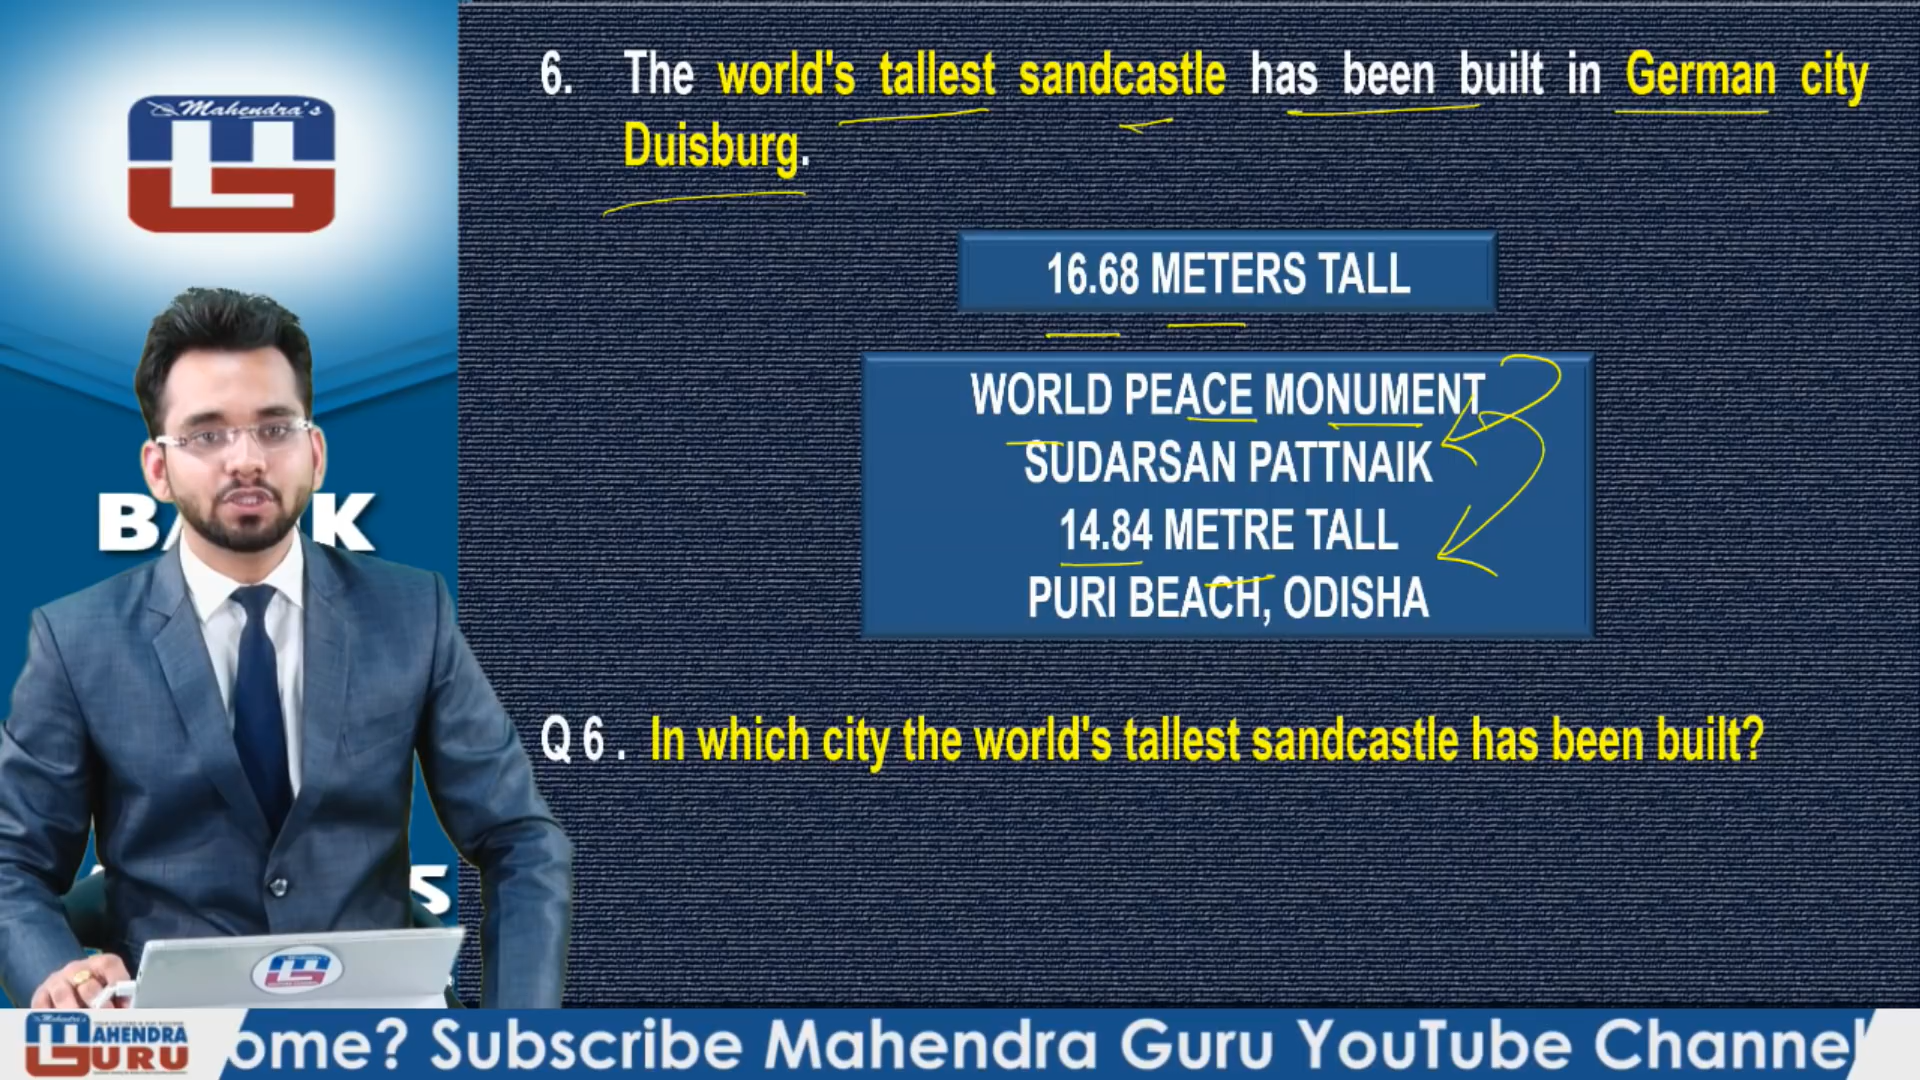 Mahendra's
6. The world's tallest sandcastle has been built in German city
Duisburg.
16.68 METERS TALL
WORLD PEACE MONUMENT
SUDARSAN PATTNAIK
14.84 METRE TALL
PURI BEACH, ODISHA
Q 6 . In which city the world's tallest sandcastle has been built?
Mahendra's
MAHENDRA
GURU
ome? Subscribe Mahendra Guru YouTube Channel